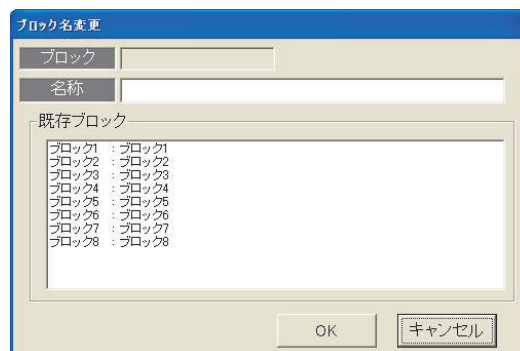 ブロック名変更
ブロック
名称
既存ブロック
ブロック1 : ブロック1
ブロック2 : ブロック2
ブロック3 : ブロック3
ブロック4 : ブロック4
ブロック5 : ブロック5
ブロック6 : ブロック6
ブロック7 : ブロック7
ブロック8 : ブロック8
OK キャンセル